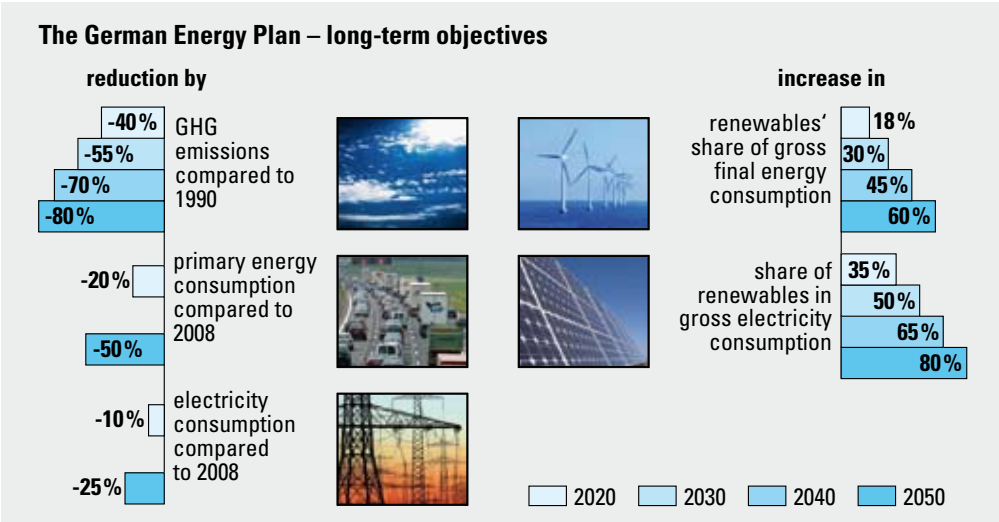 The German Energy Plan – long-term objectives
reduction by
-40%
-55%
-70%
-80%
GHG
emissions
compared to
1990
-20%
-50%
primary energy
consumption
compared to
2008
-10%
-25%
electricity
consumption
compared
to 2008
increase in
renewables‘
share of gross
final energy
consumption
18%
30%
45%
60%
share of
renewables in
gross electricity
consumption
35%
50%
65%
80%
2020
2030
2040
2050